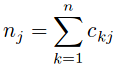 n_j = \sum_{k=1}^{n} c_{kj}